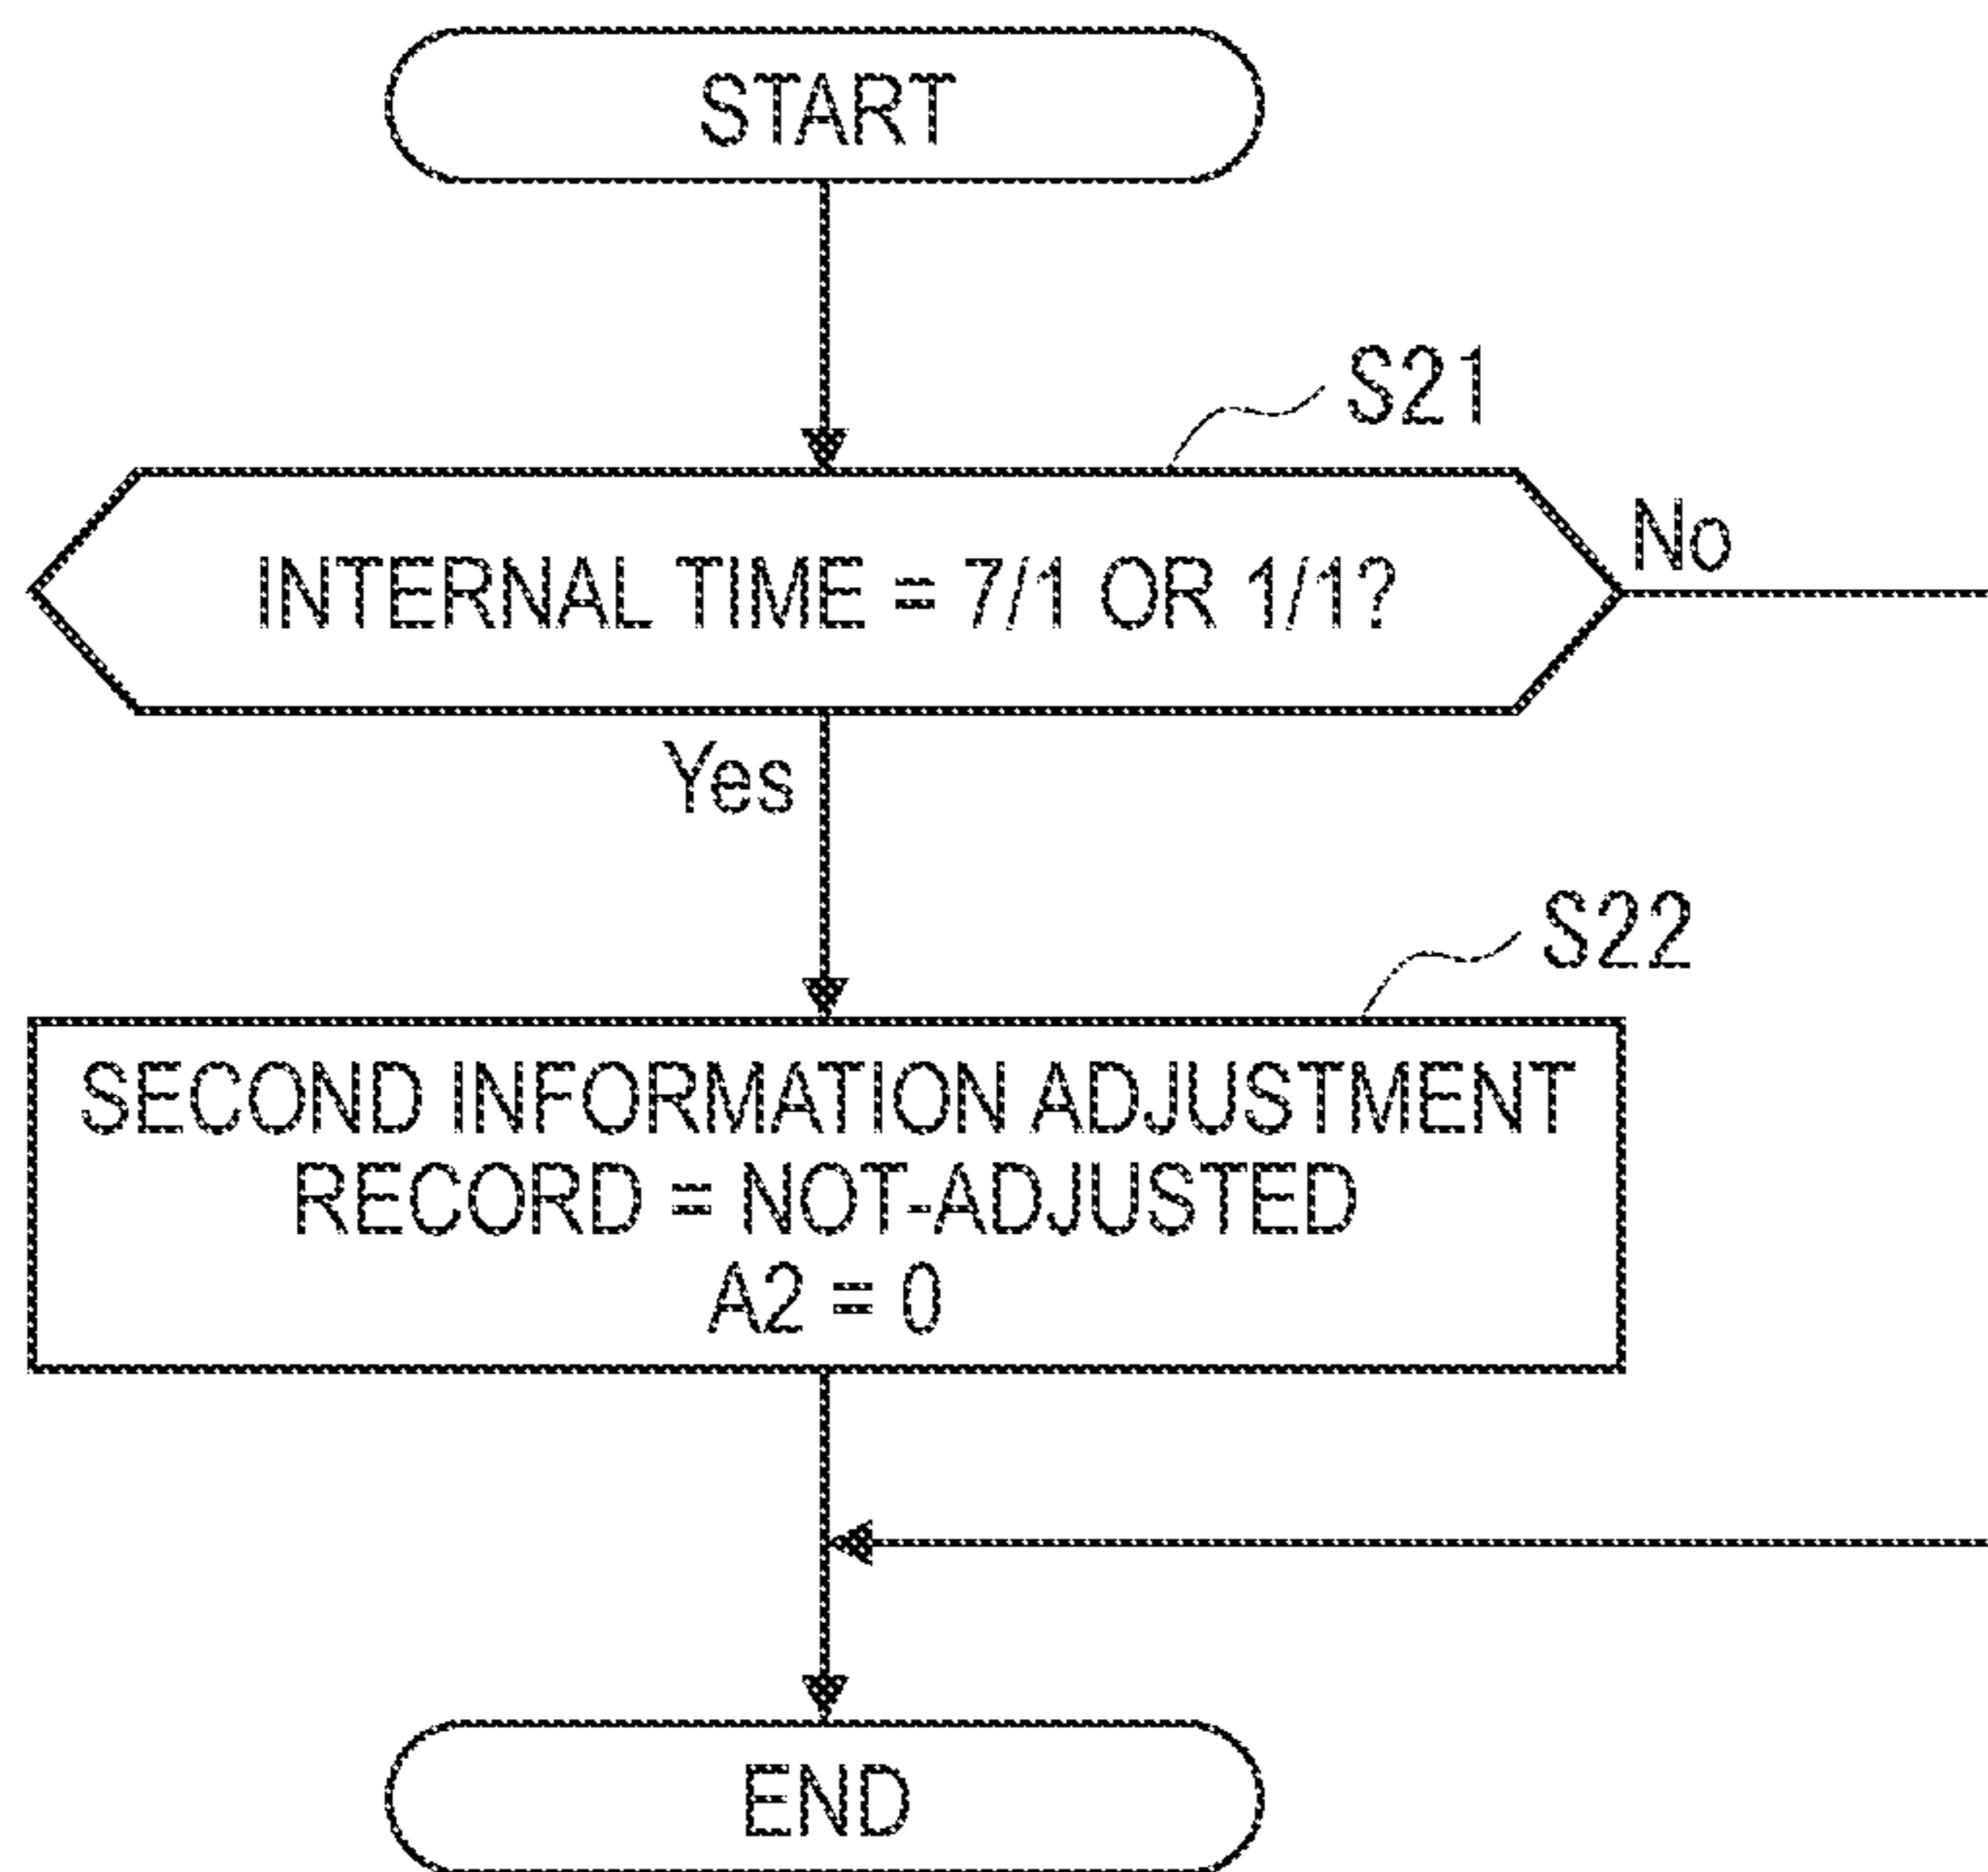 START
S21
INTERNAL TIME = 7/1 OR 1/1?
No
Yes
S22
SECOND INFORMATION ADJUSTMENT
RECORD = NOT-ADJUSTED
A2 = 0
END